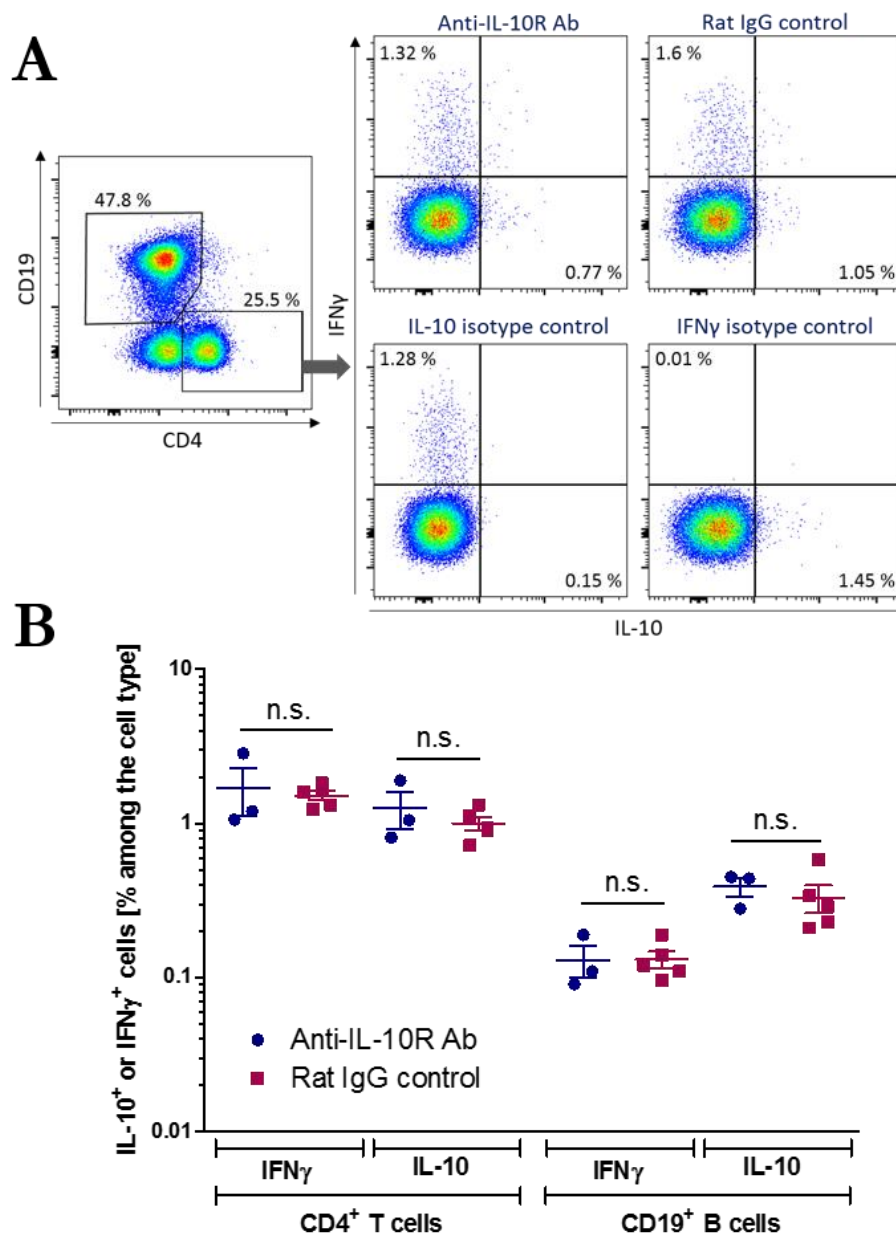 A
Anti-IL-10R Ab
Rat IgG control
1.32 %
1.6 %
47.8 %
CD19
25.5 %
IFNγ
0.77 %
1.05 %
IL-10 isotype control
IFNγ isotype control
1.28 %
0.01 %
CD4
0.15 %
1.45 %
IL-10
B
IL-10⁺ or IFNγ⁺ cells [% among the cell type]
10
1
0.1
0.01
n.s.
n.s.
n.s.
n.s.
Anti-IL-10R Ab
Rat IgG control
IFNγ
IL-10
IFNγ
IL-10
CD4⁺ T cells
CD19⁺ B cells